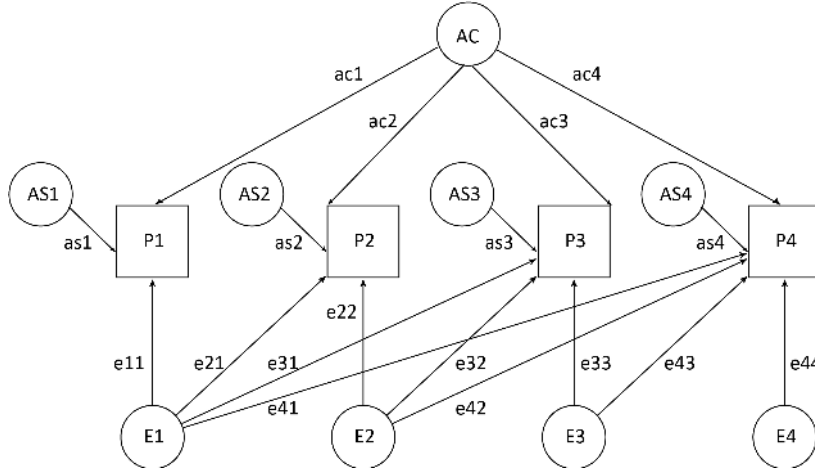 AC
ac1
ac4
ac2
ac3
AS1
AS2
AS3
AS4
P1
P2
P3
P4
as1
as2
as3
as4
e22
e11
e21
e31
e32
e33
e43
e44
e41
e42
E1
E2
E3
E4